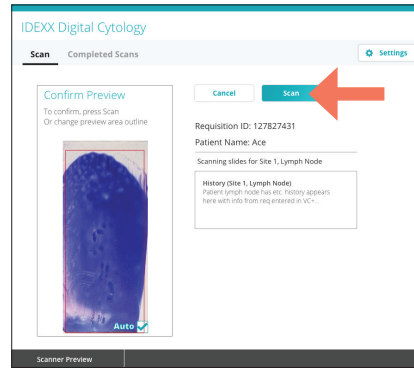 IDEXX Digital Cytology
Scan Completed Scans
Settings
Confirm Preview
To confirm, press Scan
Or change preview area outline
Auto
Cancel Scan
Requisition ID: 127827431
Patient Name: Ace
Scanning slides for Site 1, Lymph Node
History (Site 1, Lymph Node)
Patient lymph node has etc. history appears
here with info from req entered in VC+...
Scanner Preview